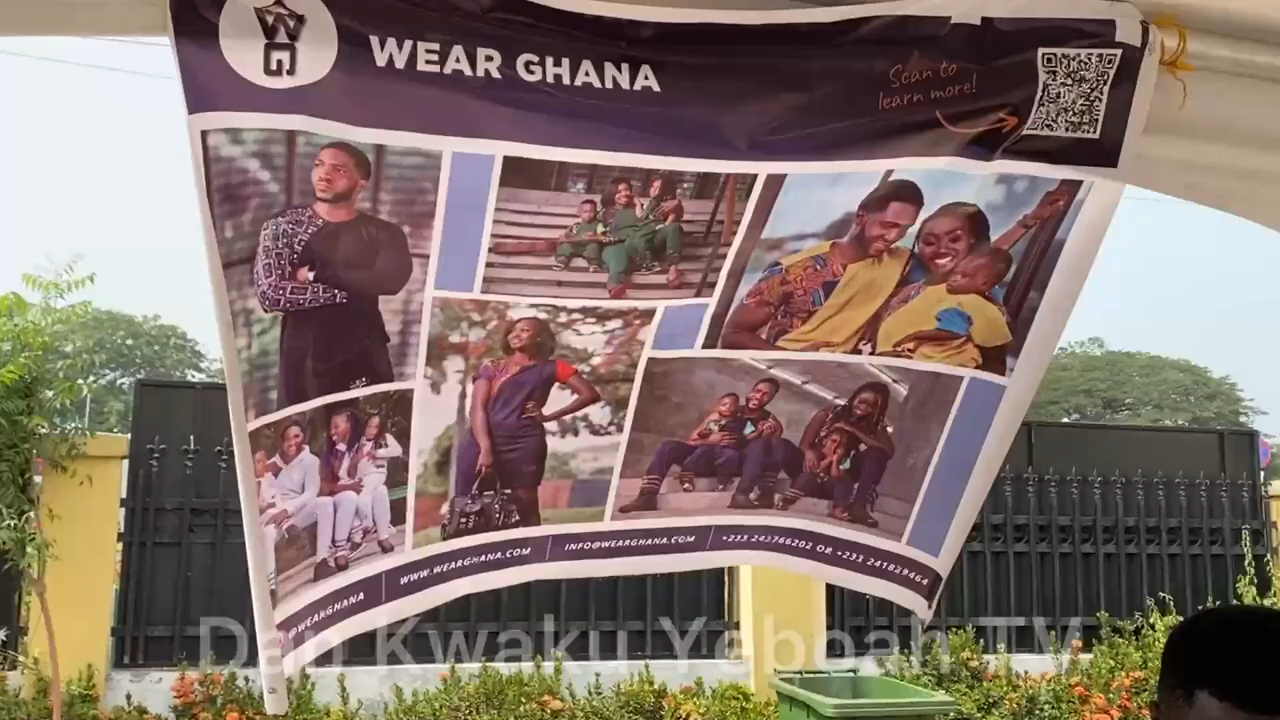 WG
WEAR GHANA
Scan to
learn more!
@WEARGHANA
WWW.WEARGHANA.COM
INFO@WEARGHANA.COM
+233 243766202 OR +233 241829464
Dan Kwaku Yeboah TV